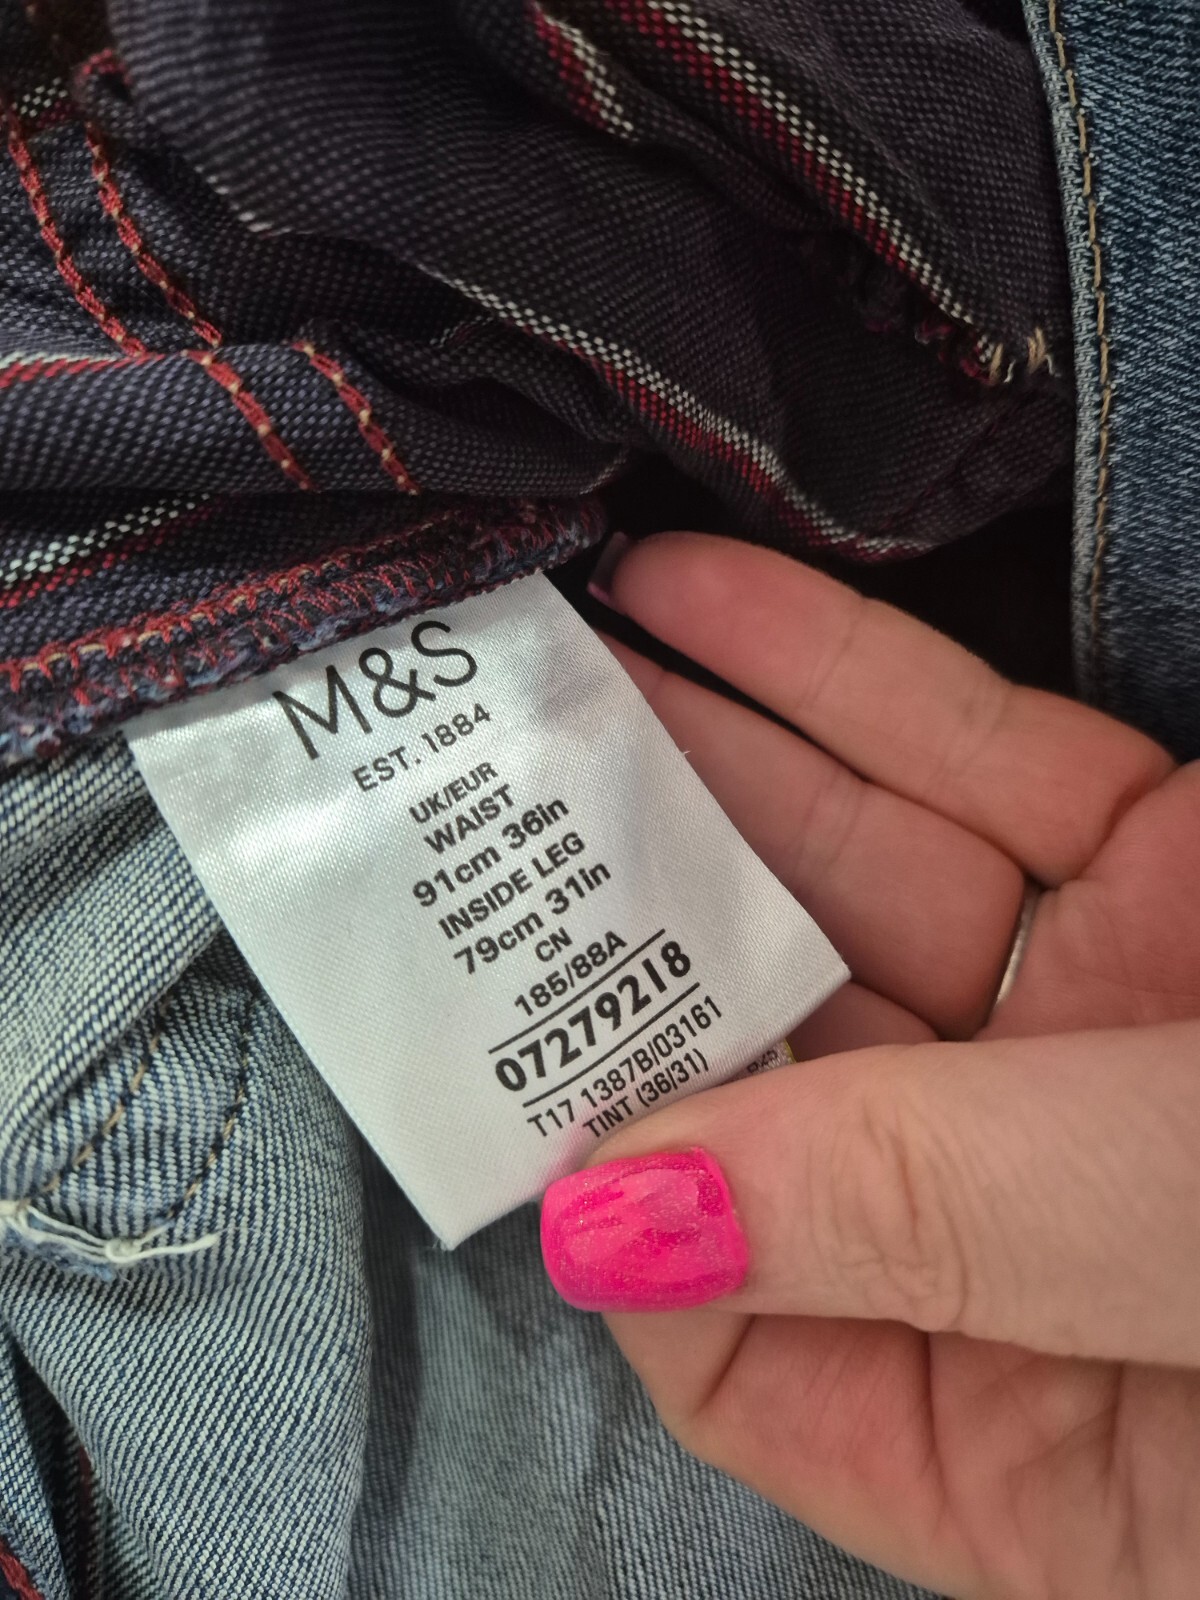 M&S
EST. 1884
UK/EUR
WAIST
91cm 36in
INSIDE LEG
79cm 31in
CN
185/88A
07279218
T17 1387B/03161
TINT (36/31)